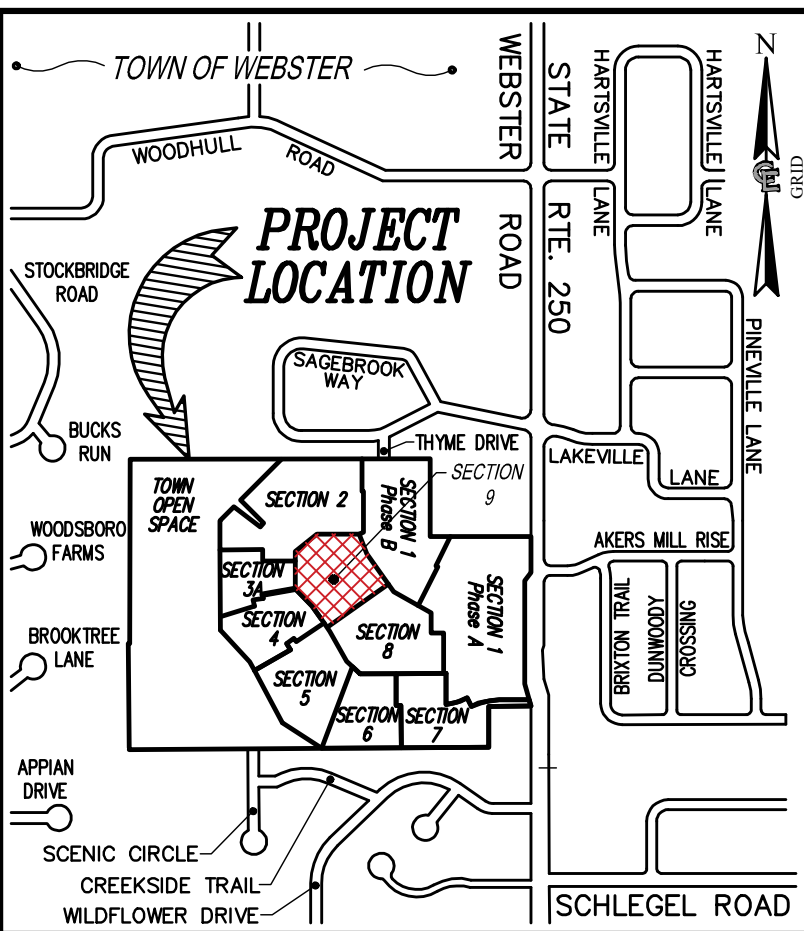 TOWN OF WEBSTER
WEBSTER
ROAD
STATE
RTE. 250
HARTSVILLE
LANE
HARTSVILLE
LANE
N
GRID
WOODHULL
ROAD
PROJECT
LOCATION
STOCKBRIDGE
ROAD
PINEVILLE LANE
SAGEBROOK
WAY
BUCKS
RUN
THYME DRIVE
LAKEVILLE
LANE
SECTION
9
TOWN
OPEN
SPACE
SECTION 2
SECTION 1
Phase B
WOODSBORO
FARMS
AKERS MILL RISE
SECTION
3A
SECTION 1
Phase A
BRIXTON TRAIL
DUNWOODY
CROSSING
SECTION
4
SECTION
8
BROOKTREE
LANE
SECTION
5
SECTION
6
SECTION
7
APPIAN
DRIVE
SCENIC CIRCLE
CREEKSIDE TRAIL
WILDFLOWER DRIVE
SCHLEGEL ROAD